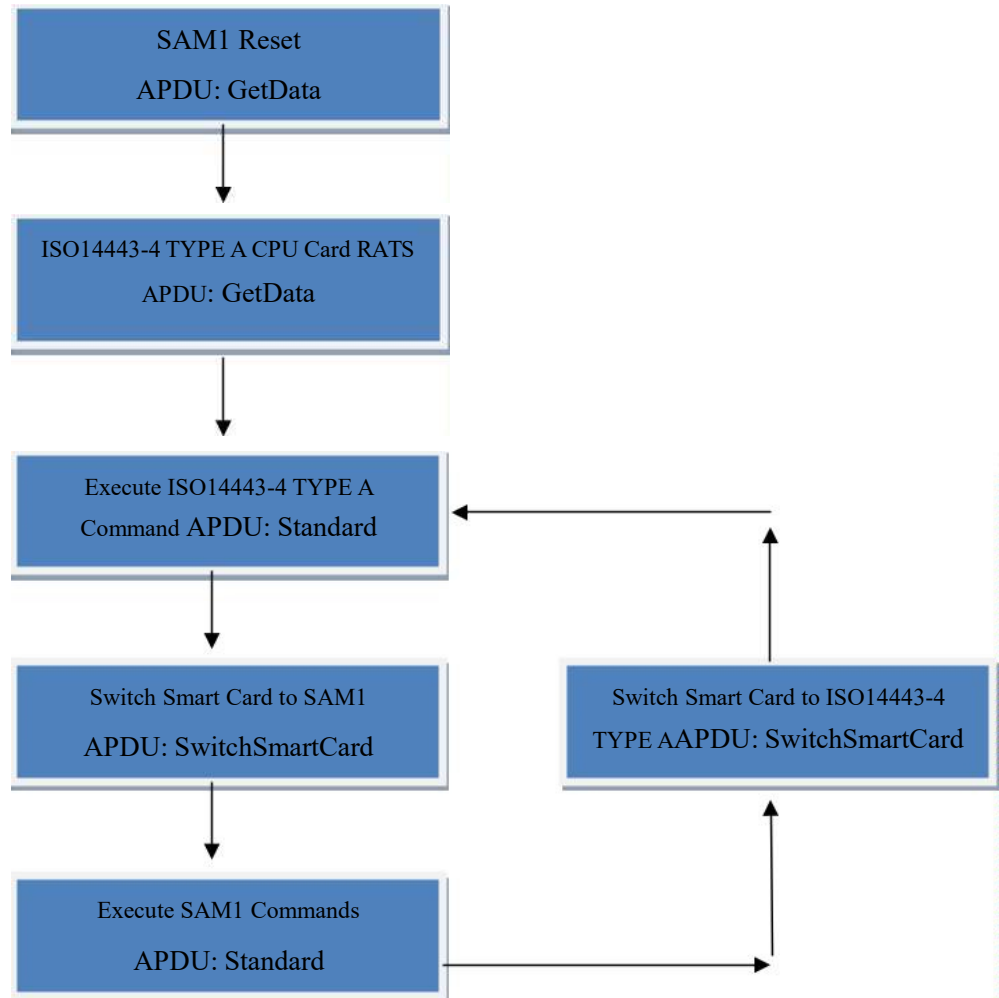 SAM1 Reset
APDU: GetData
ISO14443-4 TYPE A CPU Card RATS
APDU: GetData
Execute ISO14443-4 TYPE A
Command APDU: Standard
Switch Smart Card to SAM1
APDU: SwitchSmartCard
Switch Smart Card to ISO14443-4
TYPE AAPDU: SwitchSmartCard
Execute SAM1 Commands
APDU: Standard